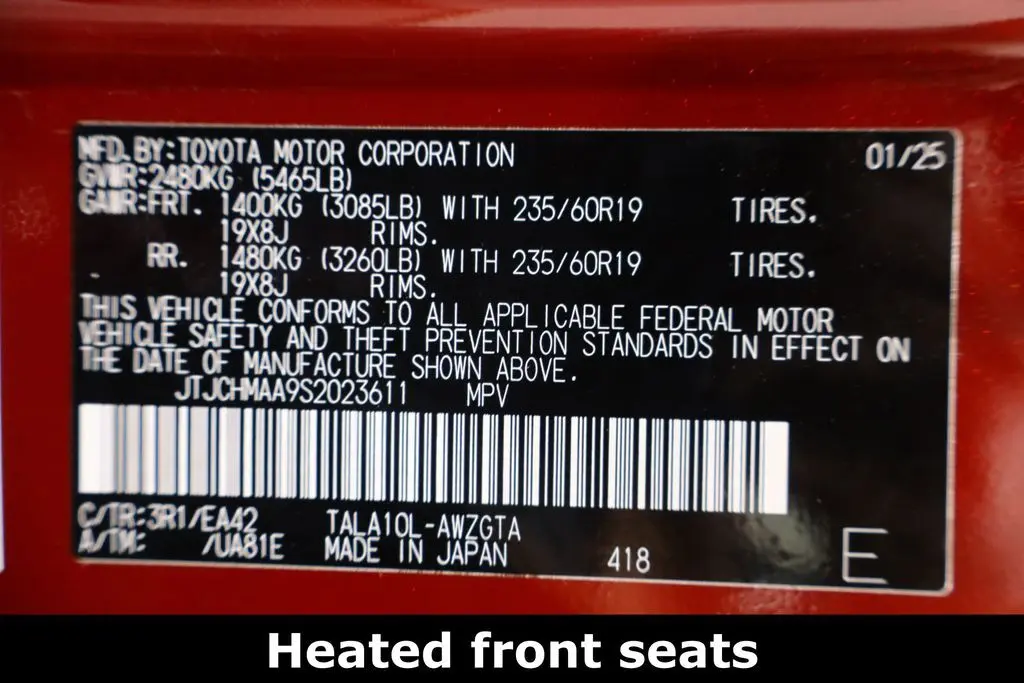 MFD.BY:TOYOTA MOTOR CORPORATION 01/25
GVWR:2480KG (5465LB)
GAWR:FRT. 1400KG (3085LB) WITH 235/60R19 TIRES.
19X8J RIMS.
RR. 1480KG (3260LB) WITH 235/60R19 TIRES.
19X8J RIMS.
THIS VEHICLE CONFORMS TO ALL APPLICABLE FEDERAL MOTOR
VEHICLE SAFETY AND THEFT PREVENTION STANDARDS IN EFFECT ON
THE DATE OF MANUFACTURE SHOWN ABOVE.
JTJCHMAA9S2023611 MPV
C/TR:3R1/EA42 TALA10L-AWZGTA
A/TM: /UA81E MADE IN JAPAN 418 E
Heated front seats